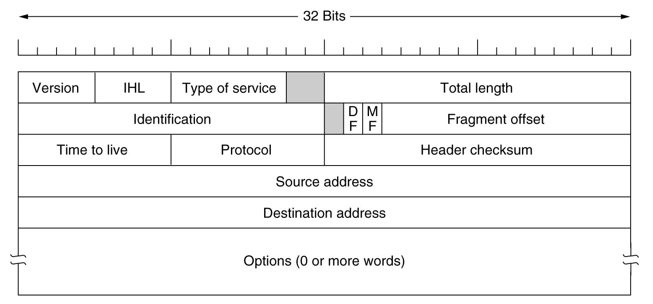 32 Bits
Version IHL Type of service Total length
Identification D F M F Fragment offset
Time to live Protocol Header checksum
Source address
Destination address
Options (0 or more words)